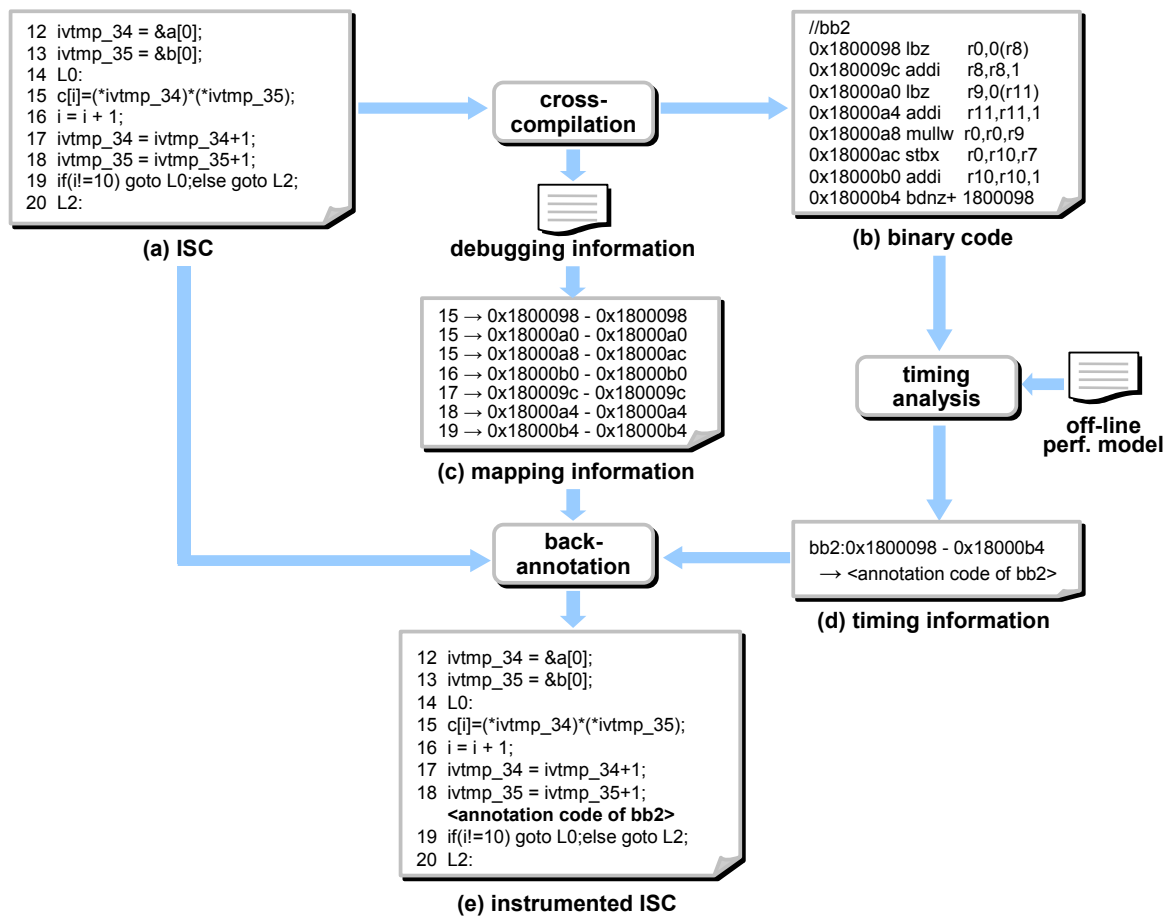 12 ivtmp_34 = &a[0];
13 ivtmp_35 = &b[0];
14 L0:
15 c[i]=(*ivtmp_34)*(*ivtmp_35);
16 i = i + 1;
17 ivtmp_34 = ivtmp_34+1;
18 ivtmp_35 = ivtmp_35+1;
19 if(i!=10) goto L0;else goto L2;
20 L2:
(a) ISC
cross-
compilation
//bb2
0x1800098 lbz r0,0(r8)
0x180009c addi r8,r8,1
0x18000a0 lbz r9,0(r11)
0x18000a4 addi r11,r11,1
0x18000a8 mullw r0,r0,r9
0x18000ac stbx r0,r10,r7
0x18000b0 addi r10,r10,1
0x18000b4 bdnz+ 1800098
(b) binary code
debugging information
15 → 0x1800098 - 0x1800098
15 → 0x18000a0 - 0x18000a0
15 → 0x18000a8 - 0x18000ac
16 → 0x18000b0 - 0x18000b0
17 → 0x180009c - 0x180009c
18 → 0x18000a4 - 0x18000a4
19 → 0x18000b4 - 0x18000b4
(c) mapping information
timing
analysis
off-line
perf. model
back-
annotation
bb2:0x1800098 - 0x18000b4
→ <annotation code of bb2>
(d) timing information
12 ivtmp_34 = &a[0];
13 ivtmp_35 = &b[0];
14 L0:
15 c[i]=(*ivtmp_34)*(*ivtmp_35);
16 i = i + 1;
17 ivtmp_34 = ivtmp_34+1;
18 ivtmp_35 = ivtmp_35+1;
<annotation code of bb2>
19 if(i!=10) goto L0;else goto L2;
20 L2:
(e) instrumented ISC